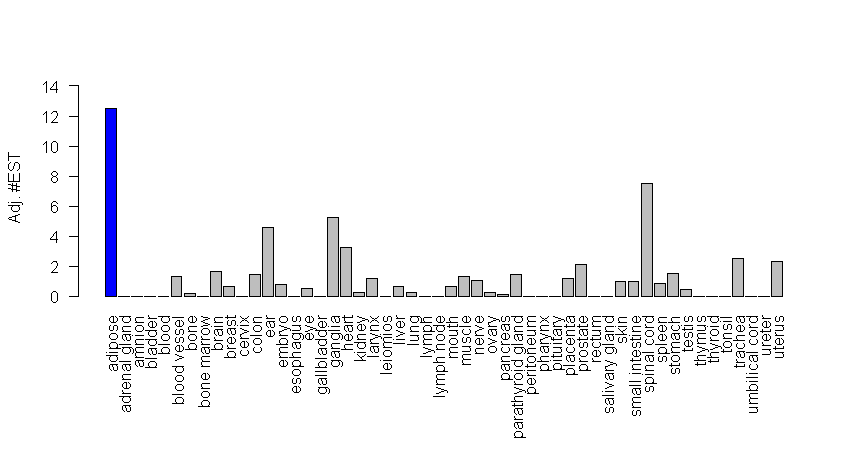 14
12
10
8
6
4
2
0
Adj. #EST
adipose
adrenal gland
amnion
bladder
blood
blood vessel
bone
bone marrow
brain
breast
cervix
colon
ear
embryo
esophagus
eye
gallbladder
ganglia
heart
kidney
larynx
leiomios
liver
lung
lymph
lymph node
mouth
muscle
nerve
ovary
pancreas
parathyroid gland
peritoneum
pharynx
pituitary
placenta
prostate
rectum
salivary gland
skin
small intestine
spinal cord
spleen
stomach
testis
thymus
thyroid
tonsil
trachea
umbilical cord
ureter
uterus